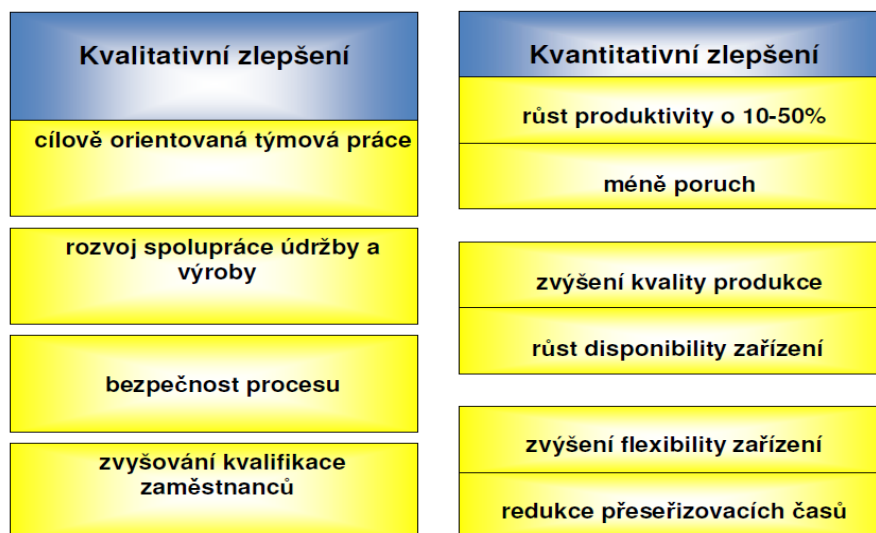 Kvalitativní zlepšení
cílově orientovaná týmová práce
rozvoj spolupráce údržby a
výroby
bezpečnost procesu
zvyšování kvalifikace
zaměstnanců
Kvantitativní zlepšení
růst produktivity o 10-50%
méně poruch
zvýšení kvality produkce
růst disponibility zařízení
zvýšení flexibility zařízení
redukce přeseřizovacích časů